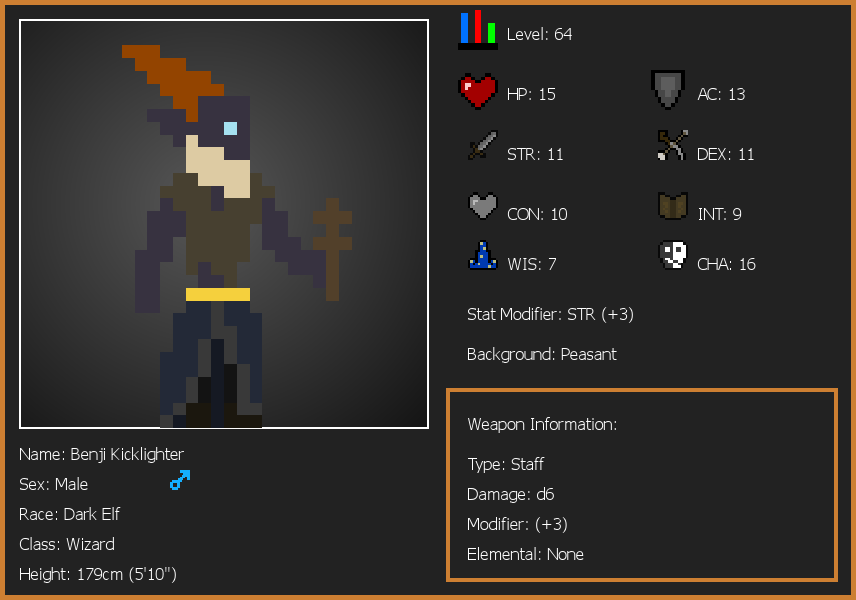 Level: 64
HP: 15
AC: 13
STR: 11
DEX: 11
CON: 10
INT: 9
WIS: 7
CHA: 16
Stat Modifier: STR (+3)
Background: Peasant
Weapon Information:
Type: Staff
Damage: d6
Modifier: (+3)
Elemental: None
Name: Benji Kicklighter
Sex: Male
Race: Dark Elf
Class: Wizard
Height: 179cm (5'10")